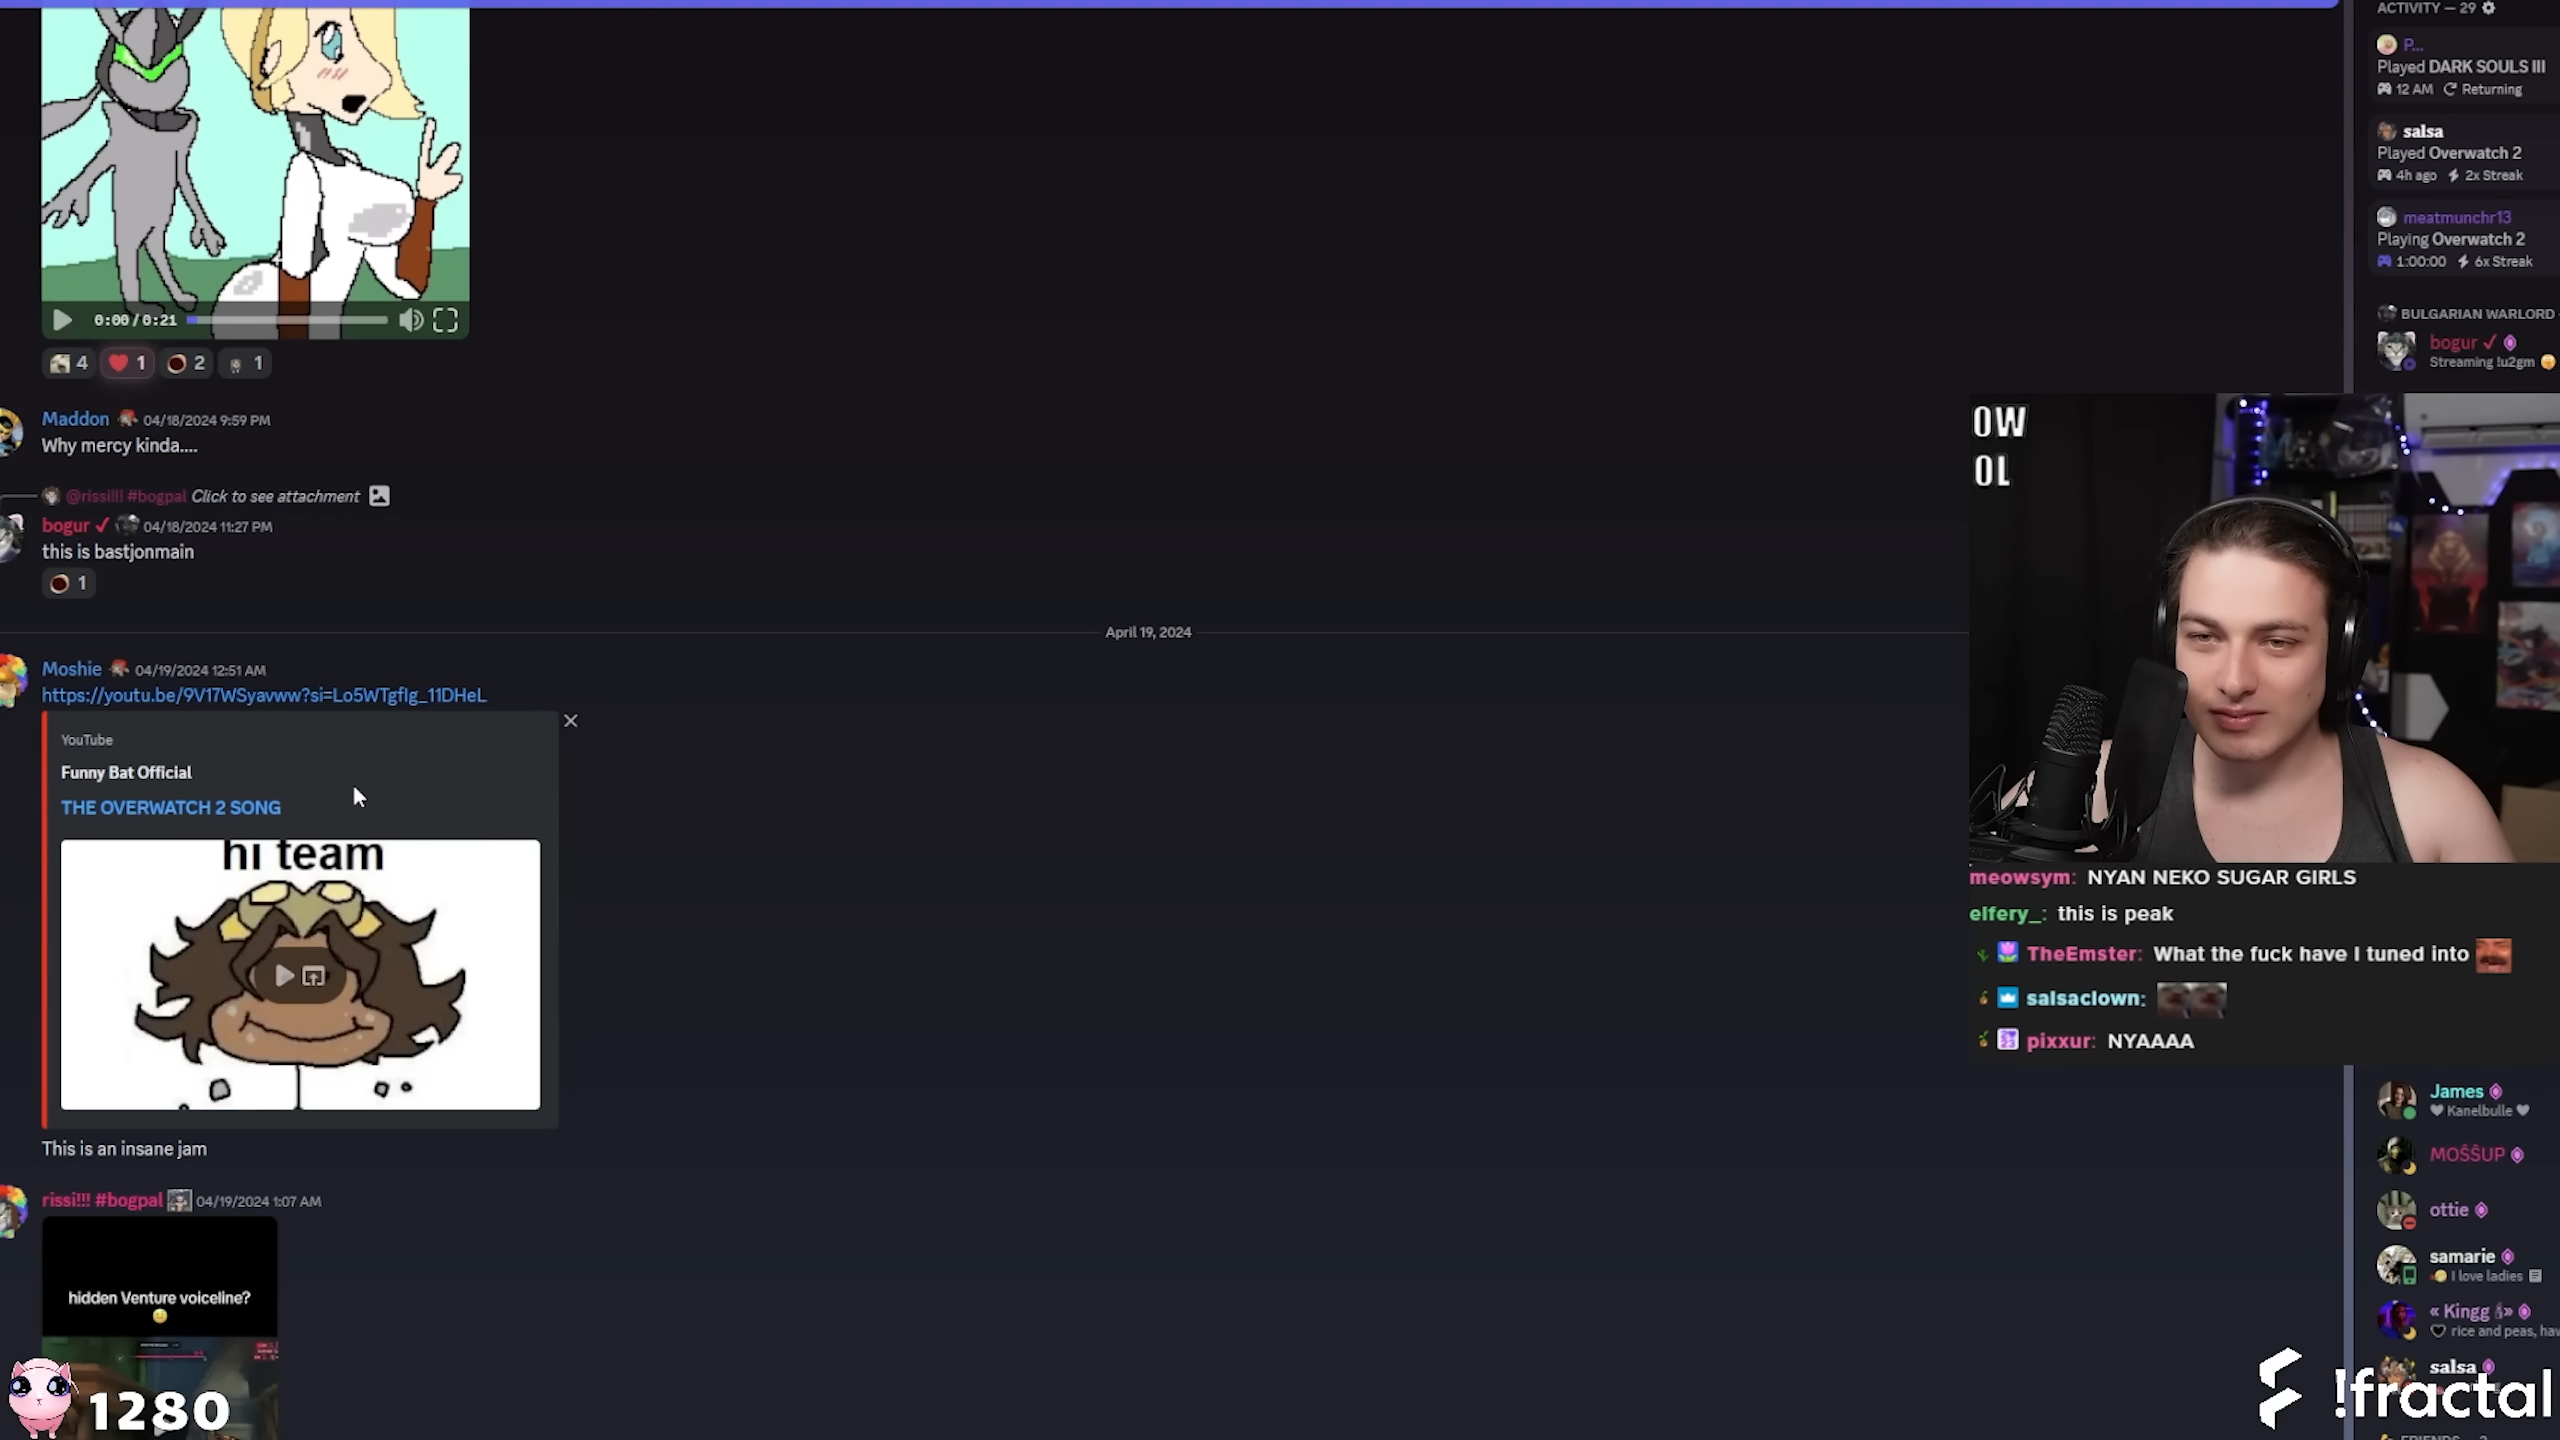 0:00 / 0:21
4
1
2
1
Maddon 04/18/2024 9:59 PM
Why mercy kinda....
@rissi!!! #bogpal Click to see attachment
bogur 04/18/2024 11:27 PM
this is bastjonmain
1
April 19, 2024
Moshie 04/19/2024 12:51 AM
https://youtu.be/9V17WSyavww?si=Lo5WTgflg_11DHeL
YouTube
Funny Bat Official
THE OVERWATCH 2 SONG
hi team
This is an insane jam
rissi!!! #bogpal 04/19/2024 1:07 AM
hidden Venture voiceline?
1280
ACTIVITY — 29
P...
Played DARK SOULS III
12 AM Returning
salsa
Played Overwatch 2
4h ago 2x Streak
meatmunchr13
Playing Overwatch 2
1:00:00 6x Streak
BULGARIAN WARLORD
bogur
Streaming !u2gm
OW
OL
meowsym: NYAN NEKO SUGAR GIRLS
elfery_: this is peak
TheEmster: What the fuck have I tuned into
salsaclown:
pixxur: NYAAAA
James
Kanelbulle
MOŜŜUP
ottie
samarie
I love ladies
« Kingg »
rice and peas, hav
salsa
!fractal